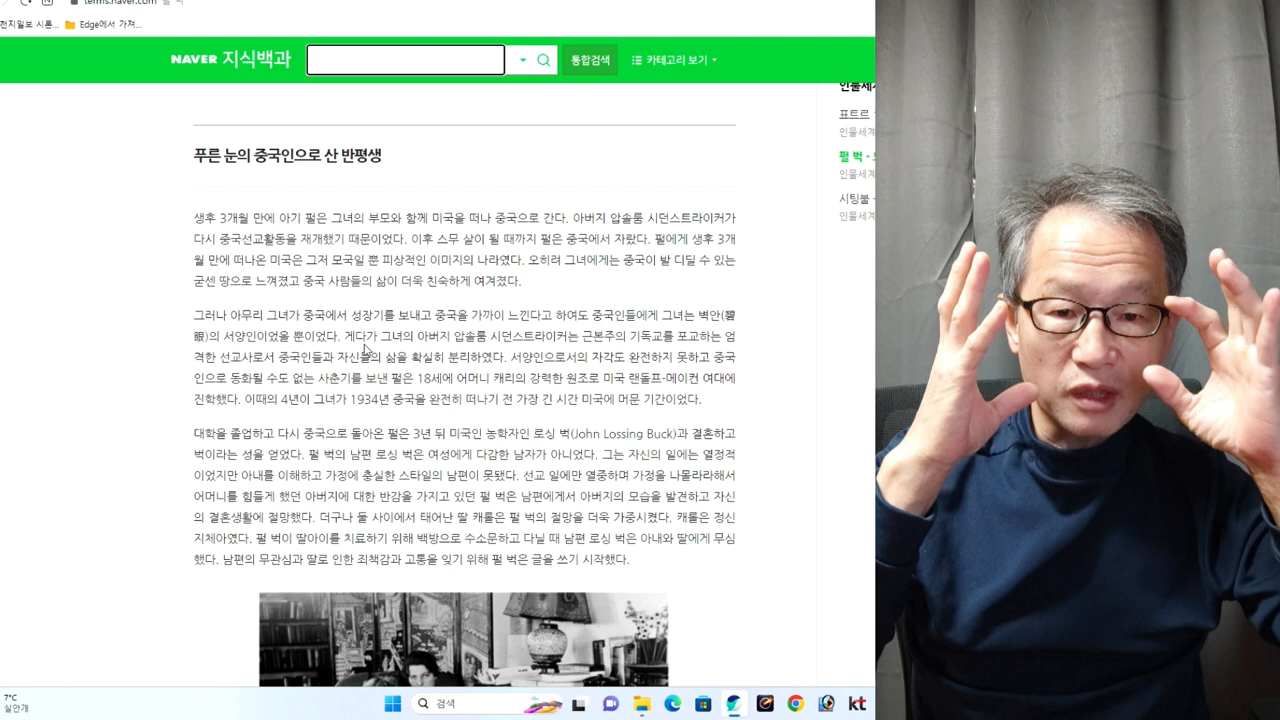 terms.naver.com
천지일보 시론...
Edge에서 가져...
NAVER 지식백과
통합검색
카테고리 보기
인물세계
표트르
인물세계
펄 벅 -
인물세계
시팅불 -
인물세계
푸른 눈의 중국인으로 산 반평생
생후 3개월 만에 아기 펄은 그녀의 부모와 함께 미국을 떠나 중국으로 간다. 아버지 압솔룸 시던스트라이커가
다시 중국선교활동을 재개했기 때문이었다. 이후 스무 살이 될 때까지 펄은 중국에서 자랐다. 펄에게 생후 3개
월 만에 떠나온 미국은 그저 모국일 뿐 피상적인 이미지의 나라였다. 오히려 그녀에게는 중국이 발 디딜 수 있는
굳센 땅으로 느껴졌고 중국 사람들의 삶이 더욱 친숙하게 여겨졌다.
그러나 아무리 그녀가 중국에서 성장기를 보내고 중국을 가까이 느낀다고 하여도 중국인들에게 그녀는 벽안(碧
眼)의 서양인이었을 뿐이었다. 게다가 그녀의 아버지 압솔룸 시던스트라이커는 근본주의 기독교를 포교하는 엄
격한 선교사로서 중국인들과 자신들의 삶을 확실히 분리하였다. 서양인으로서의 자각도 완전하지 못하고 중국
인으로 동화될 수도 없는 사춘기를 보낸 펄은 18세에 어머니 캐리의 강력한 원조로 미국 랜돌프-메이컨 여대에
진학했다. 이때의 4년이 그녀가 1934년 중국을 완전히 떠나기 전 가장 긴 시간 미국에 머문 기간이었다.
대학을 졸업하고 다시 중국으로 돌아온 펄은 3년 뒤 미국인 농학자인 로싱 벅(John Lossing Buck)과 결혼하고
벅이라는 성을 얻었다. 펄 벅의 남편 로싱 벅은 여성에게 다감한 남자가 아니었다. 그는 자신의 일에는 열정적
이었지만 아내를 이해하고 가정에 충실한 스타일의 남편이 못됐다. 선교 일에만 열중하며 가정을 나몰라라해서
어머니를 힘들게 했던 아버지에 대한 반감을 가지고 있던 펄 벅은 남편에게서 아버지의 모습을 발견하고 자신
의 결혼생활에 절망했다. 더구나 둘 사이에서 태어난 딸 캐롤은 펄 벅의 절망을 더욱 가중시켰다. 캐롤은 정신
지체아였다. 펄 벅이 딸아이를 치료하기 위해 백방으로 수소문하고 다닐 때 남편 로싱 벅은 아내와 딸에게 무심
했다. 남편의 무관심과 딸로 인한 죄책감과 고통을 잊기 위해 펄 벅은 글을 쓰기 시작했다.
7°C
실안개
검색
kt